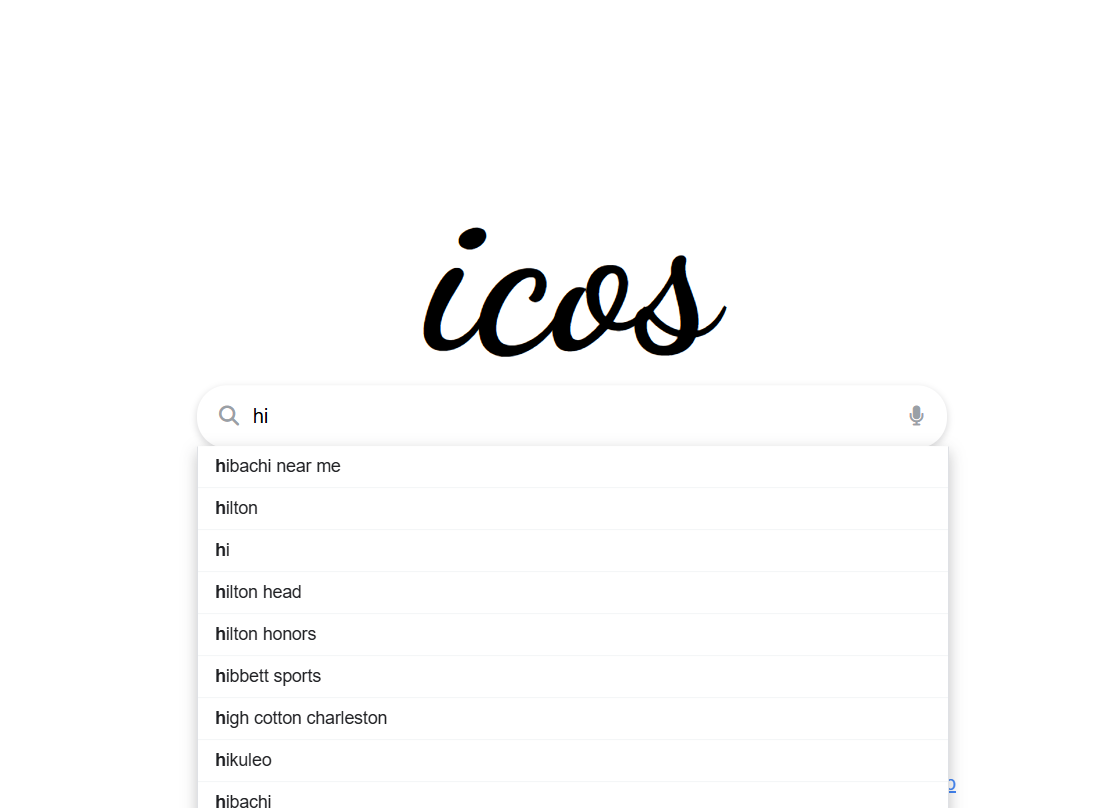 icos
hi
hibachi near me
hilton
hi
hilton head
hilton honors
hibbett sports
high cotton charleston
hikuleo
hibachi